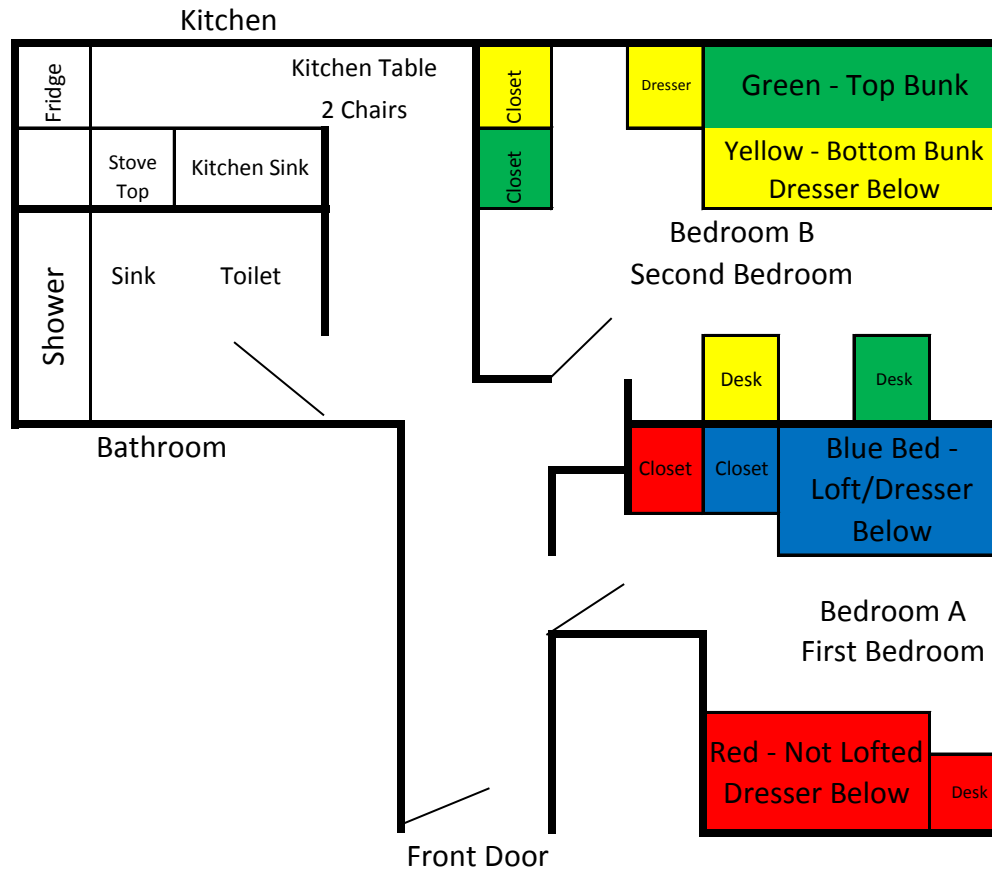 Kitchen
Fridge
Kitchen Table
2 Chairs
Closet
Dresser
Green - Top Bunk
Stove
Top
Kitchen Sink
Closet
Yellow - Bottom Bunk
Dresser Below
Bedroom B
Second Bedroom
Shower
Sink
Toilet
Desk
Desk
Bathroom
Closet
Closet
Blue Bed -
Loft/Dresser
Below
Bedroom A
First Bedroom
Red - Not Lofted
Dresser Below
Desk
Front Door